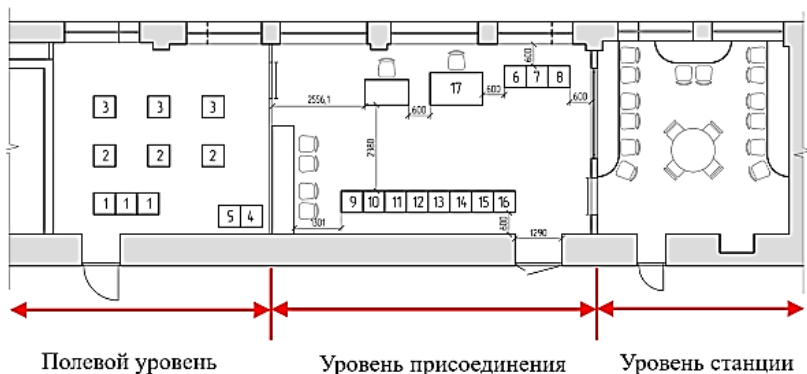 600
6 7 8
17
3 3 3
2556,1
600
600
600
2 2 2
2380
1 1 1
9 10 11 12 13 14 15 16
5 4
1301
600
1290
Полевой уровень
Уровень присоединения
Уровень станции